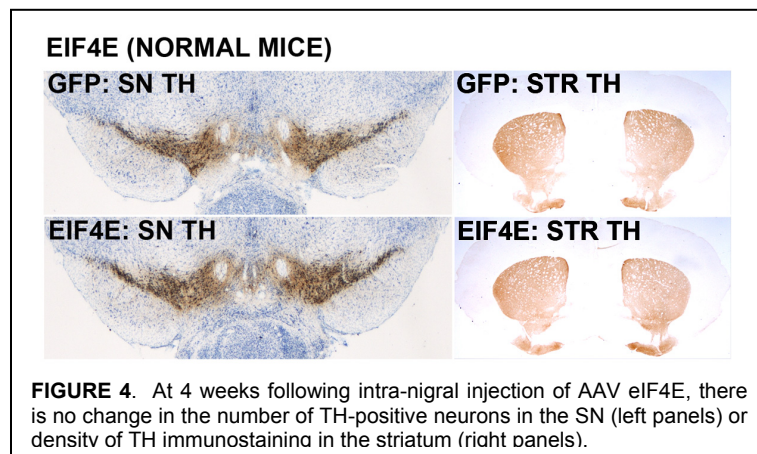 EIF4E (NORMAL MICE)
GFP: SN TH
GFP: STR TH
EIF4E: SN TH
EIF4E: STR TH
FIGURE 4. At 4 weeks following intra-nigral injection of AAV eIF4E, there
is no change in the number of TH-positive neurons in the SN (left panels) or
density of TH immunostaining in the striatum (right panels).